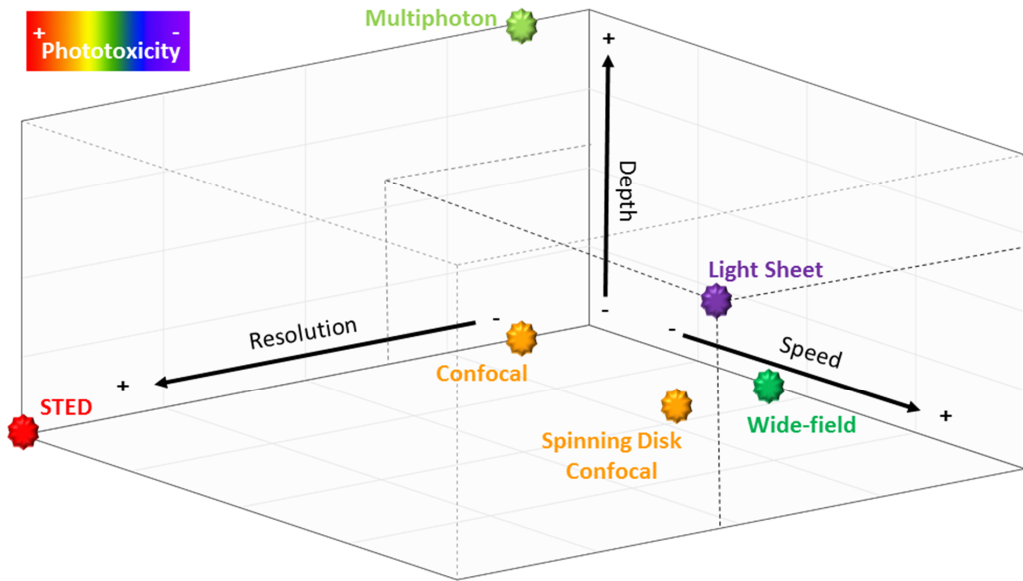 Multiphoton
+ -
Phototoxicity
+
Depth
Light Sheet
-
-
-
Resolution
Speed
+
Confocal
STED
+
Wide-field
Spinning Disk
Confocal